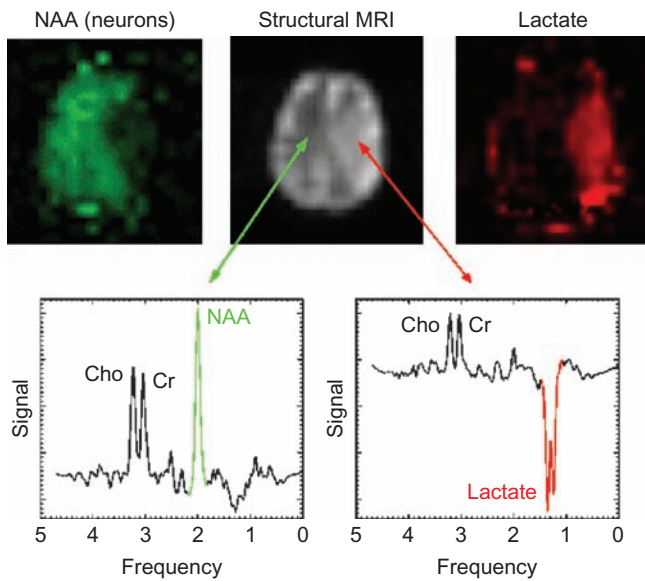 NAA (neurons)
Structural MRI
Lactate
NAA
Cho
Cr
Signal
5 4 3 2 1 0
Frequency
Cho
Cr
Signal
Lactate
5 4 3 2 1 0
Frequency